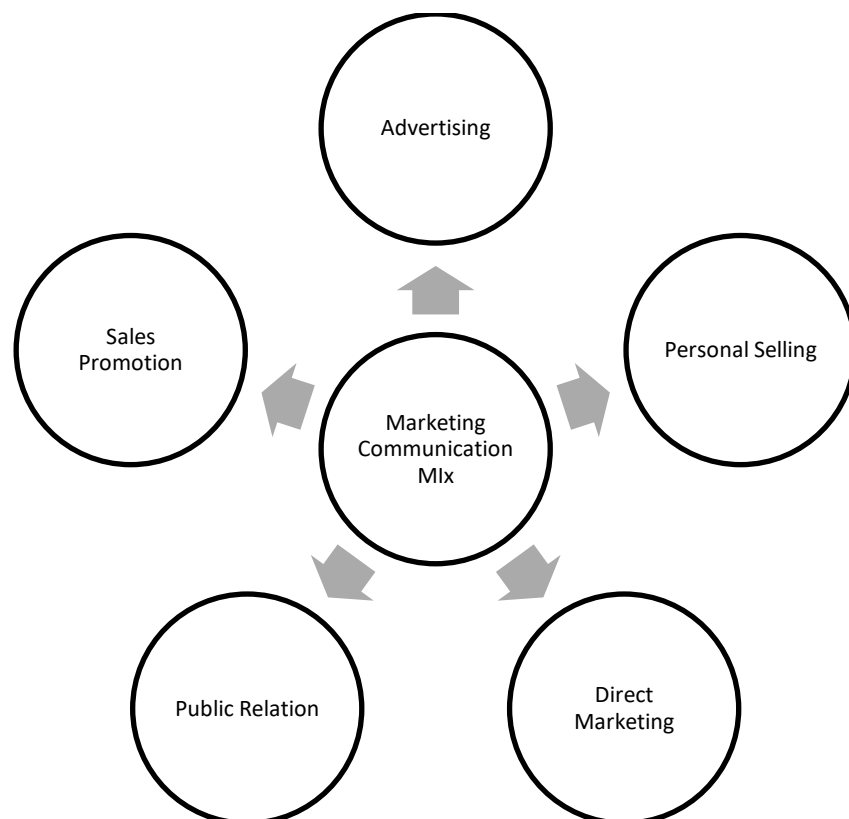 Advertising
Sales
Promotion
Personal Selling
Marketing
Communication
MIx
Public Relation
Direct
Marketing